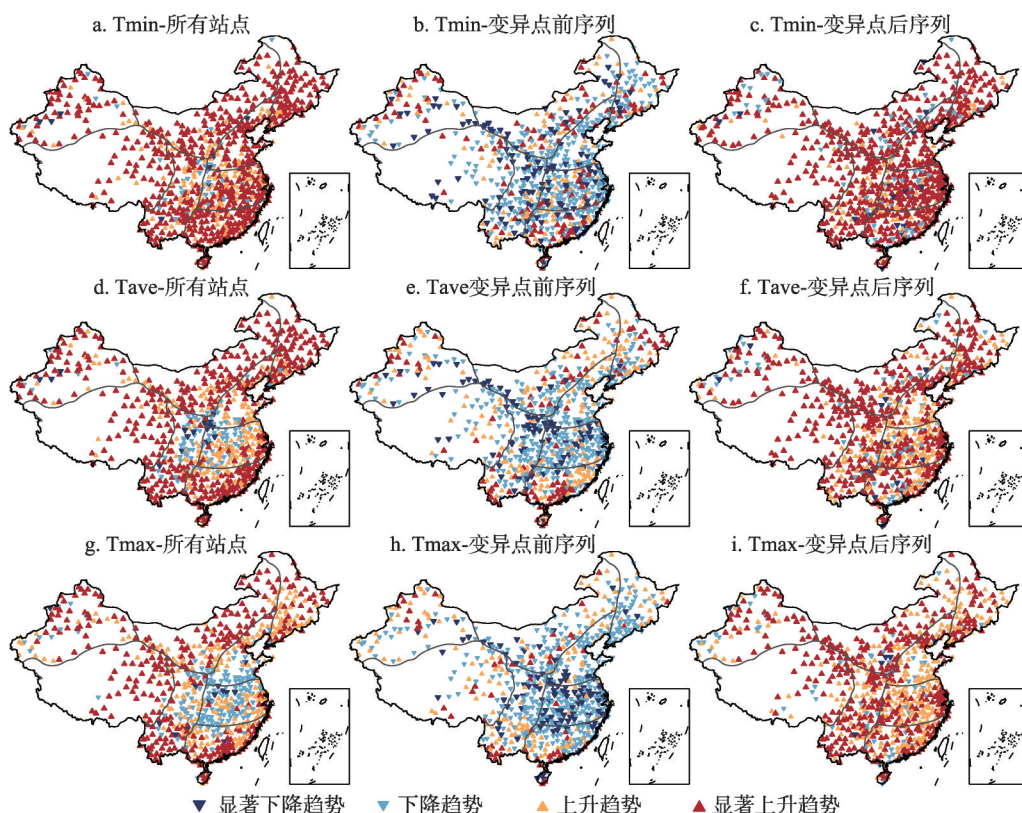 a. Tmin-所有站点
b. Tmin-变异点前序列
c. Tmin-变异点后序列
d. Tave-所有站点
e. Tave变异点前序列
f. Tave-变异点后序列
g. Tmax-所有站点
h. Tmax-变异点前序列
i. Tmax-变异点后序列
显著下降趋势 下降趋势 上升趋势 显著上升趋势